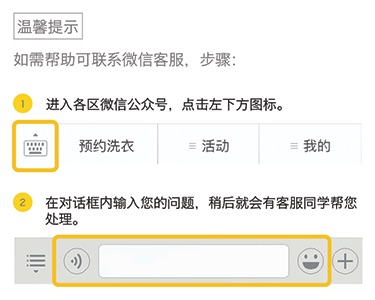 温馨提示
如需帮助可联系微信客服，步骤：
1 进入各区微信公众号，点击左下方图标。
预约洗衣 ≡ 活动 ≡ 我的
2 在对话框内输入您的问题，稍后就会有客服同学帮您
处理。